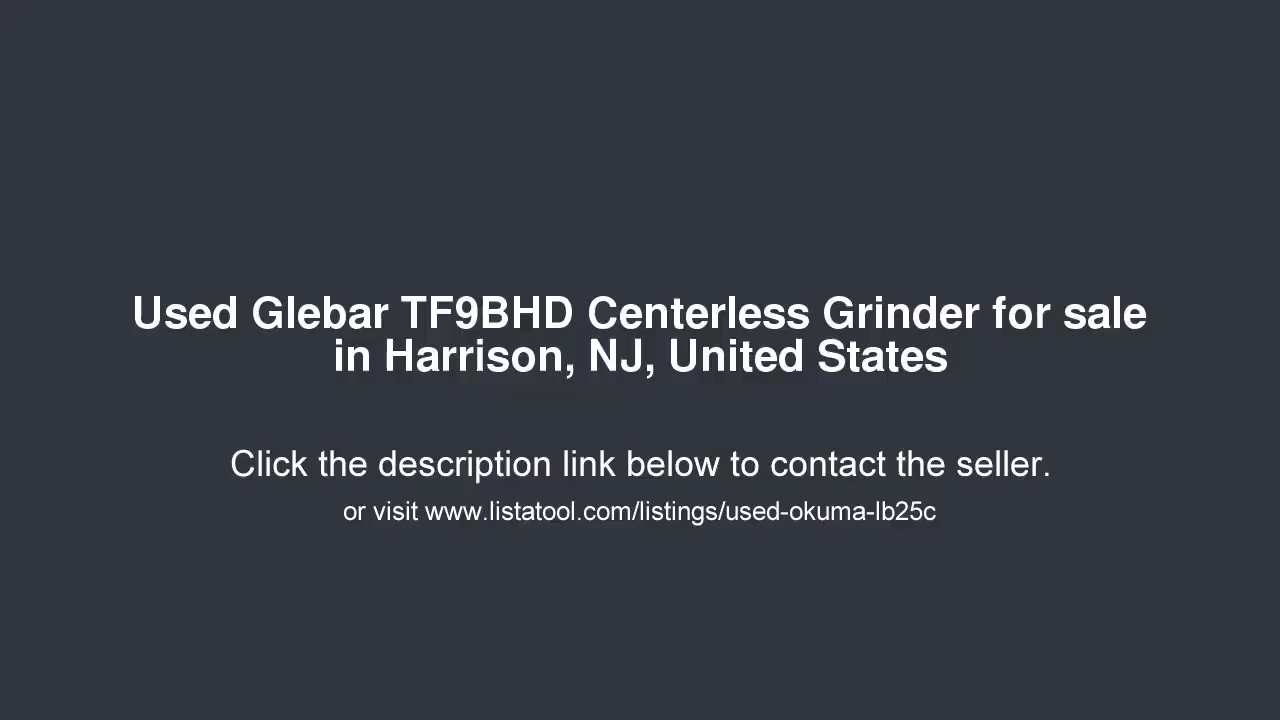 Used Glebar TF9BHD Centerless Grinder for sale
in Harrison, NJ, United States
Click the description link below to contact the seller.
or visit www.listatool.com/listings/used-okuma-lb25c